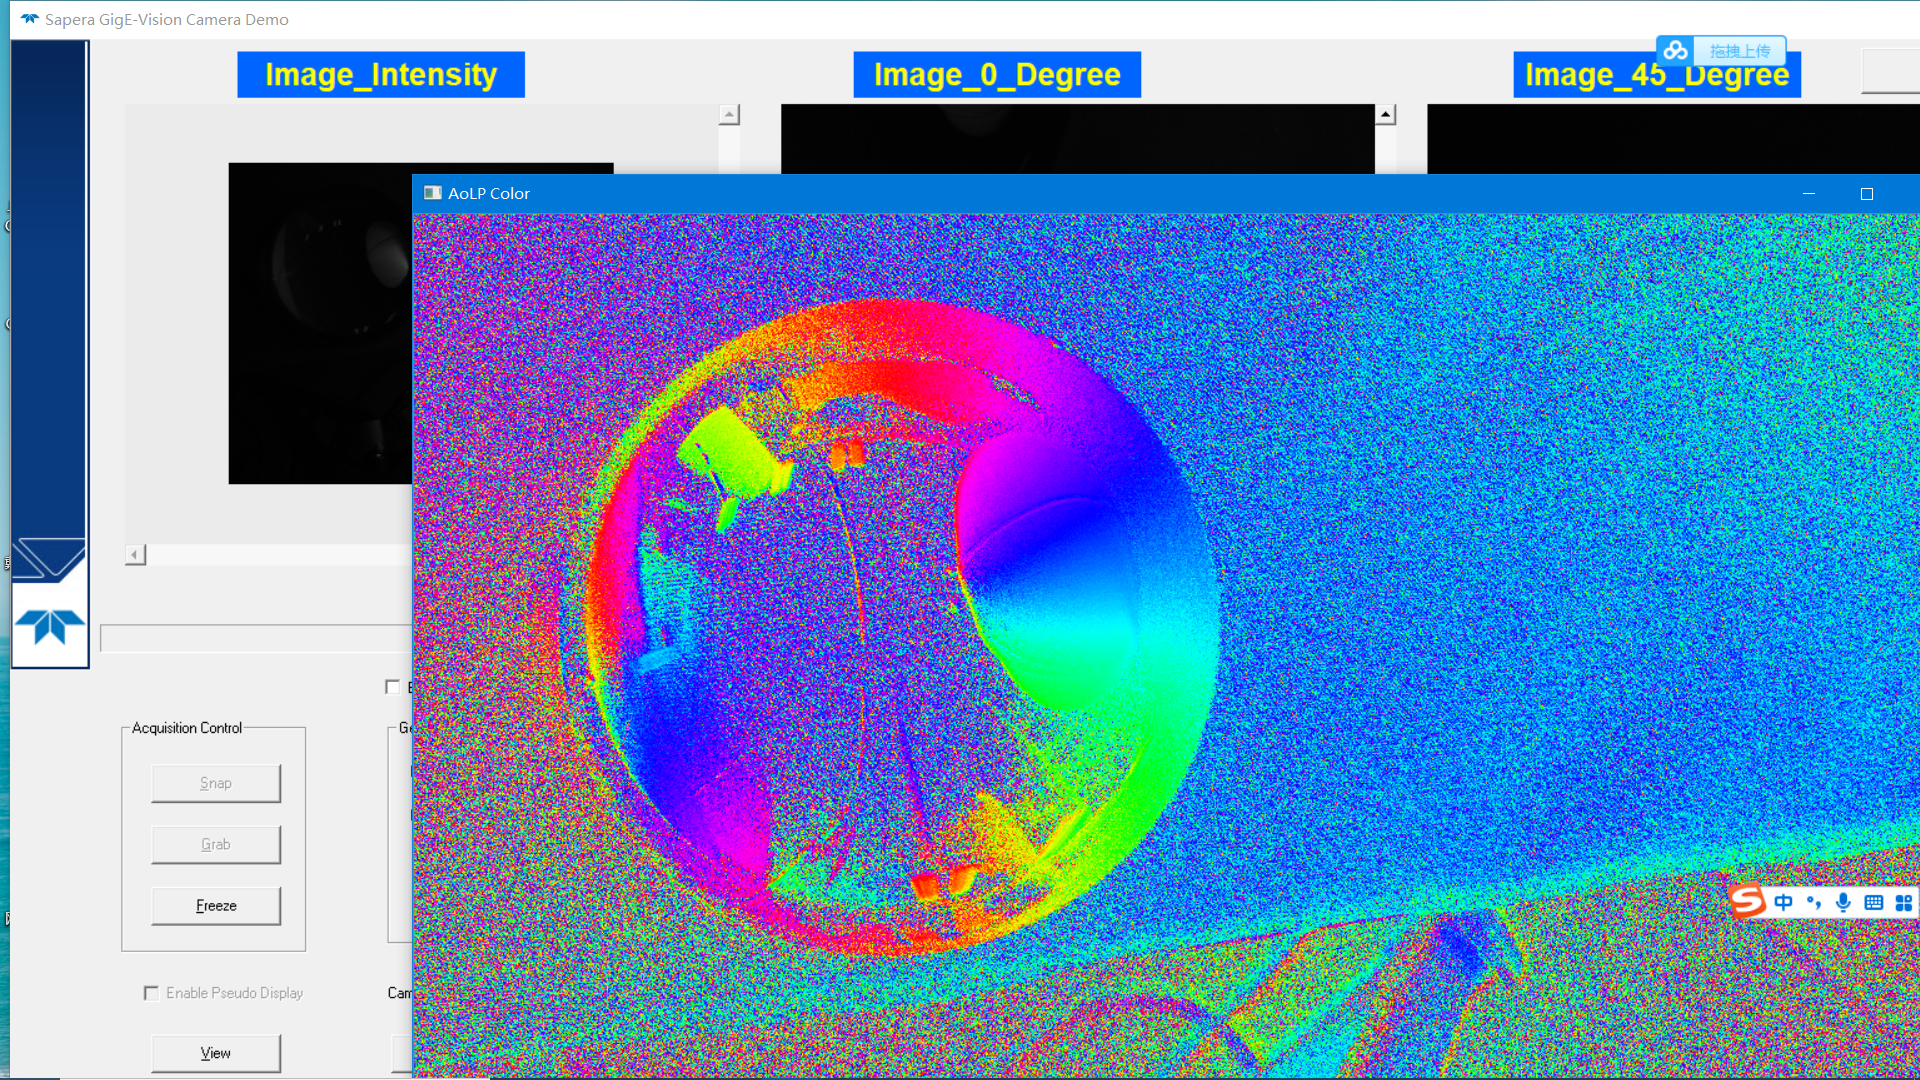 Sapera GigE-Vision Camera Demo
Image_Intensity
Image_0_Degree
Image_45_Degree
拖拽上传
AoLP Color
Acquisition Control
Snap
Grab
Freeze
Enable Pseudo Display
View
中